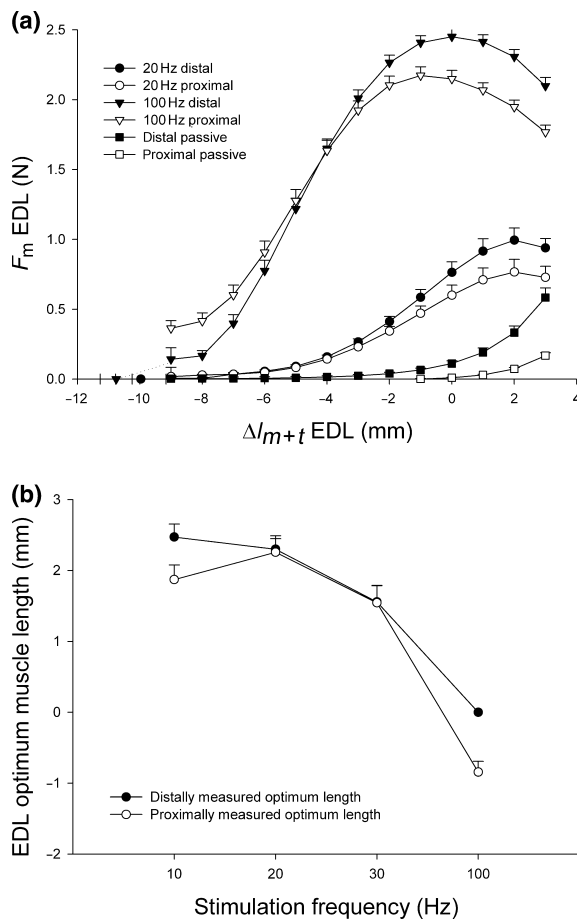 (a)
2.5
2.0
1.5
1.0
0.5
0.0
F_m EDL (N)
20 Hz distal
20 Hz proximal
100 Hz distal
100 Hz proximal
Distal passive
Proximal passive
−12 −10 −8 −6 −4 −2 0 2 4
Δl_{m+t} EDL (mm)
(b)
3
2
1
0
−1
−2
EDL optimum muscle length (mm)
Distally measured optimum length
Proximally measured optimum length
10 20 30 100
Stimulation frequency (Hz)